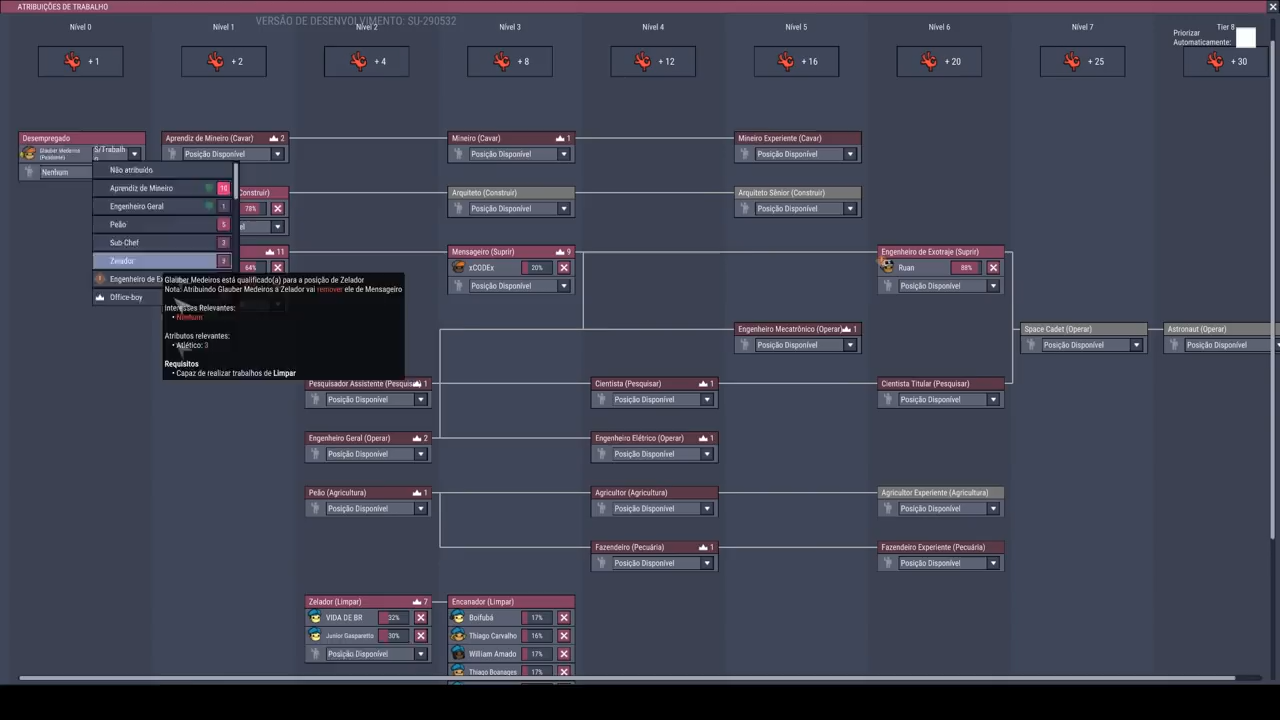 ATRIBUIÇÕES DE TRABALHO
VERSÃO DE DESENVOLVIMENTO: SU-290532
Nível 0
Nível 1
Nível 2
Nível 3
Nível 4
Nível 5
Nível 6
Nível 7
Tier 8
Priorizar
Automaticamente:
+ 1
+ 2
+ 4
+ 8
+ 12
+ 16
+ 20
+ 25
+ 30
Desempregado
Glauber Medeiros
(Passione)
S/Trabalh
o
Nenhum
Aprendiz de Mineiro (Cavar) 2
Posição Disponível
Mineiro (Cavar) 1
Posição Disponível
Mineiro Experiente (Cavar)
Posição Disponível
Não atribuído
Aprendiz de Mineiro 10
Engenheiro Geral 1
Peão 5
Sub-Chef 3
Zelador 3
Engenheiro de Ex
Office-boy
Construir)
78%
el
Arquiteto (Construir)
Posição Disponível
Arquiteto Sênior (Construir)
Posição Disponível
11
64%
Mensageiro (Suprir) 9
xCODEx 20%
Posição Disponível
Engenheiro de Exotraje (Suprir)
Ruan 88%
Posição Disponível
Glauber Medeiros está qualificado(a) para a posição de Zelador
Nota: Atribuindo Glauber Medeiros a Zelador vai remover ele de Mensageiro
Interesses Relevantes:
• Nenhum
Atributos relevantes:
• Atlético: 3
Requisitos
• Capaz de realizar trabalhos de Limpar
Engenheiro Mecatrônico (Operar) 1
Posição Disponível
Space Cadet (Operar)
Posição Disponível
Astronaut (Operar)
Posição Disponível
Pesquisador Assistente (Pesquisar) 1
Posição Disponível
Cientista (Pesquisar) 1
Posição Disponível
Cientista Titular (Pesquisar)
Posição Disponível
Engenheiro Geral (Operar) 2
Posição Disponível
Engenheiro Elétrico (Operar) 1
Posição Disponível
Peão (Agricultura) 1
Posição Disponível
Agricultor (Agricultura)
Posição Disponível
Agricultor Experiente (Agricultura)
Posição Disponível
Fazendeiro (Pecuária) 1
Posição Disponível
Fazendeiro Experiente (Pecuária)
Posição Disponível
Zelador (Limpar) 7
VIDA DE BR 32%
Junior Gasparetto 30%
Posição Disponível
Encanador (Limpar)
Boifubá 17%
Thiago Carvalho 16%
William Amado 17%
Thiago Boanages 17%